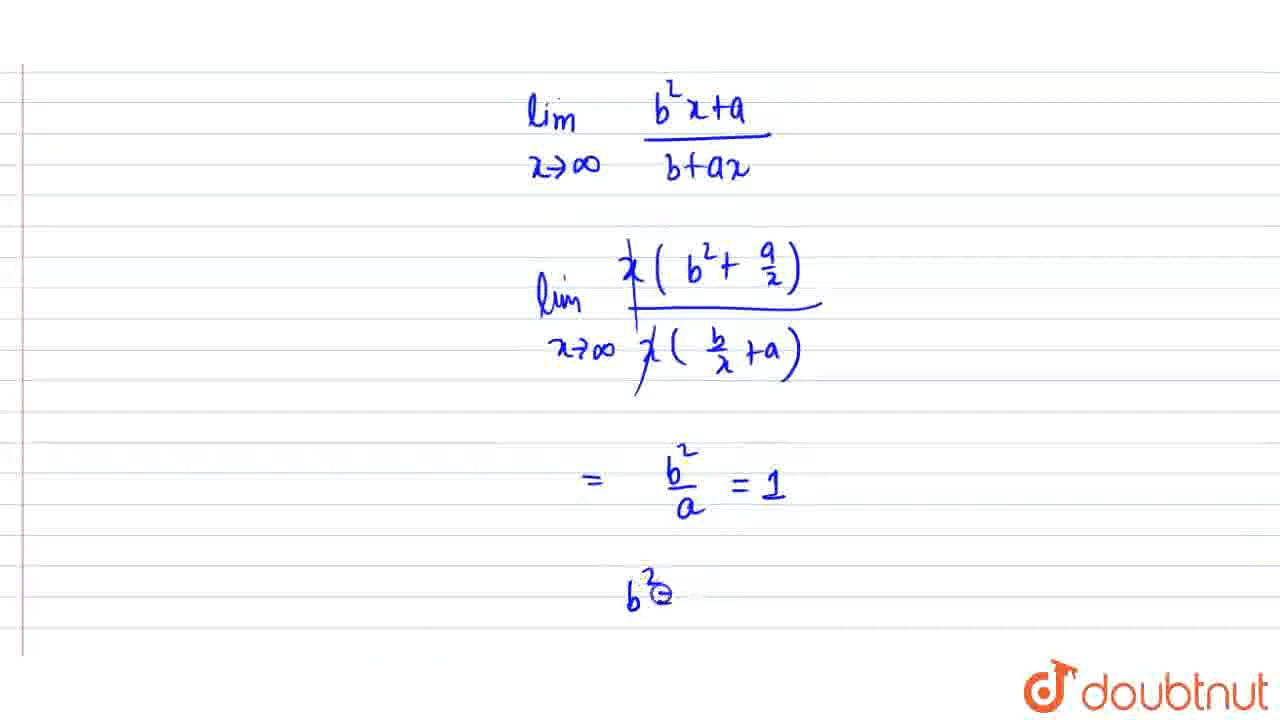 lim b²x+a / b+ax
x→∞
lim x(b²+a/x) / x(b/x+a)
x→∞
= b²/a = 1
b²=
doubtnut